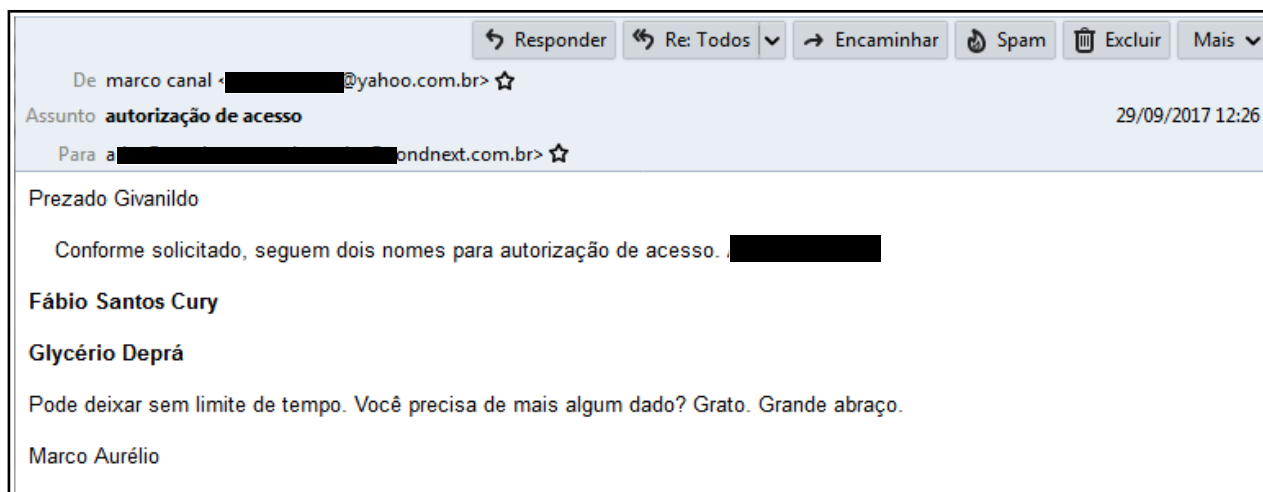 Responder Re: Todos Encaminhar Spam Excluir Mais
De marco canal < @yahoo.com.br>
Assunto autorização de acesso 29/09/2017 12:26
Para a ondnext.com.br>
Prezado Givanildo
Conforme solicitado, seguem dois nomes para autorização de acesso.
Fábio Santos Cury
Glycério Deprá
Pode deixar sem limite de tempo. Você precisa de mais algum dado? Grato. Grande abraço.
Marco Aurélio